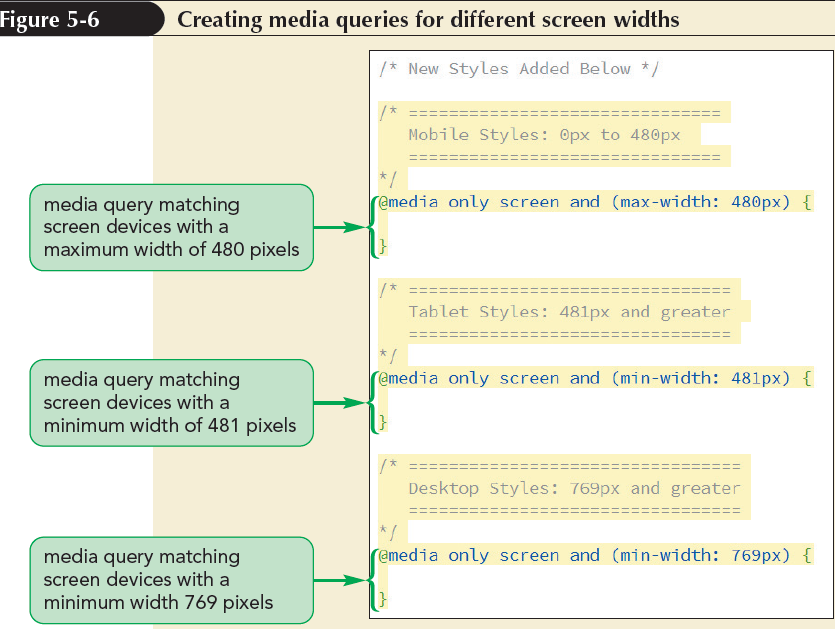 Figure 5-6
Creating media queries for different screen widths
/* New Styles Added Below */
/* ===============================
Mobile Styles: 0px to 480px
===============================
*/
@media only screen and (max-width: 480px) {
}
media query matching
screen devices with a
maximum width of 480 pixels
/* ================================
Tablet Styles: 481px and greater
================================
*/
@media only screen and (min-width: 481px) {
}
media query matching
screen devices with a
minimum width of 481 pixels
/* =================================
Desktop Styles: 769px and greater
=================================
*/
@media only screen and (min-width: 769px) {
}
media query matching
screen devices with a
minimum width 769 pixels